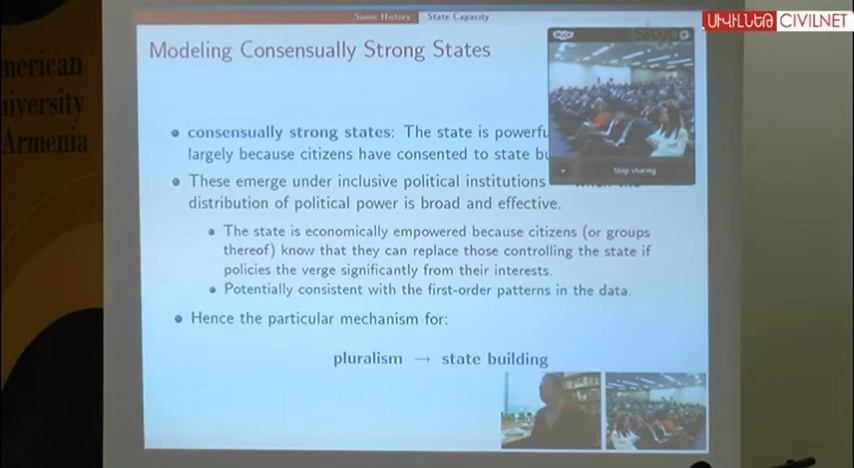 Some History State Capacity
ՍԻՎԻԼՆԵԹ CIVILNET
Modeling Consensually Strong States
merican
niversity
Armenia
skype
• consensually strong states: The state is powerfu
largely because citizens have consented to state bu
Stop sharing
• These emerge under inclusive political institutions
distribution of political power is broad and effective.
• The state is economically empowered because citizens (or groups
thereof) know that they can replace those controlling the state if
policies the verge significantly from their interests.
• Potentially consistent with the first-order patterns in the data.
• Hence the particular mechanism for:
pluralism → state building